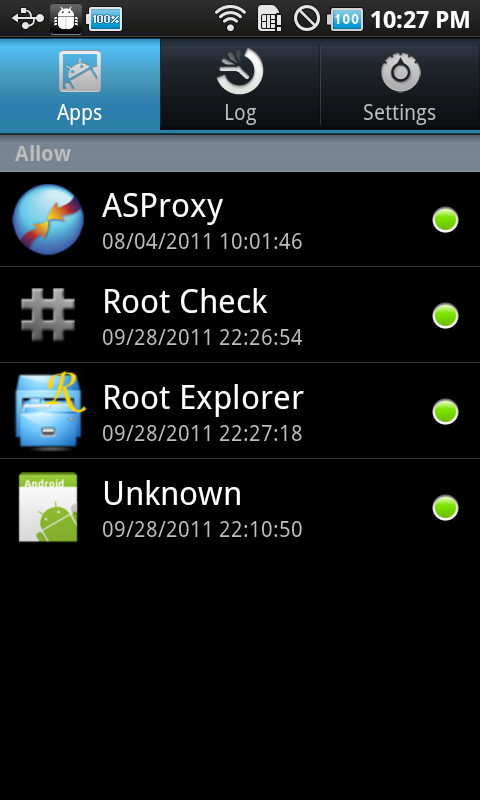 100% 100 10:27 PM
Apps Log Settings
Allow
ASProxy
08/04/2011 10:01:46
Root Check
09/28/2011 22:26:54
R
Root Explorer
09/28/2011 22:27:18
Android
Unknown
09/28/2011 22:10:50